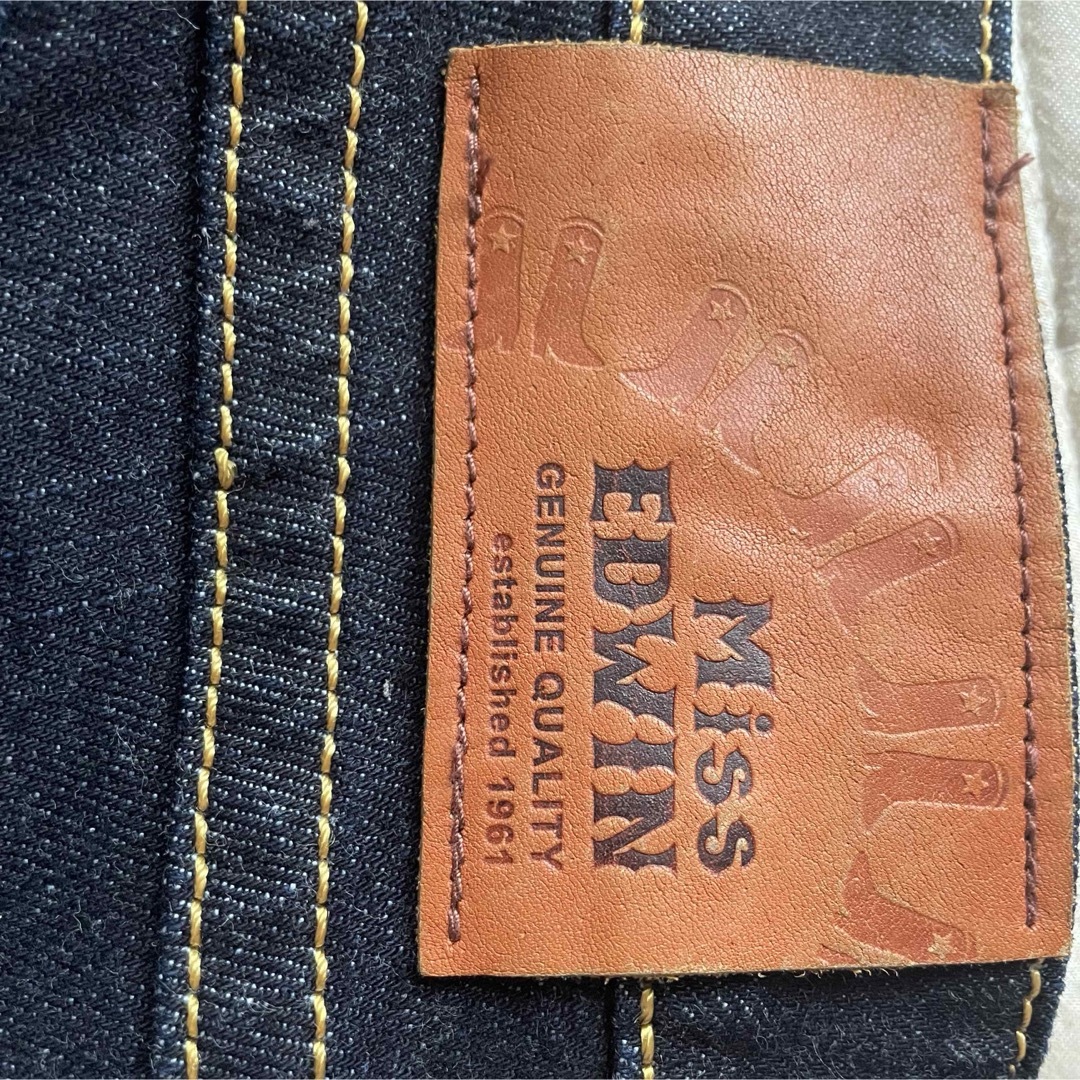 Miss
EDWIN
GENUINE QUALITY
established 1961